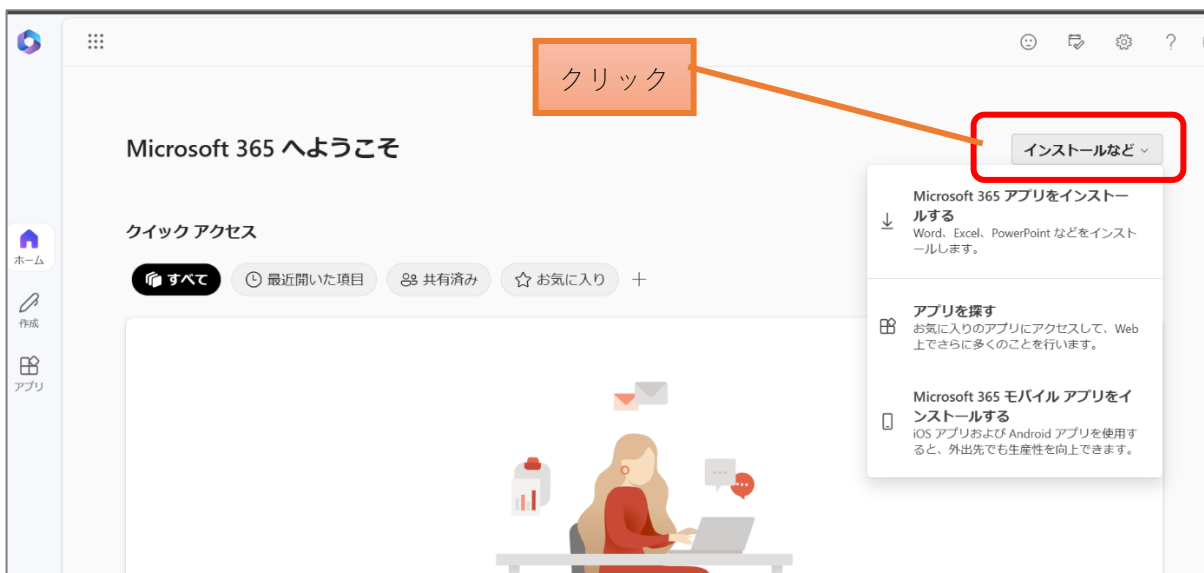 クリック
Microsoft 365 へようこそ
インストールなど
Microsoft 365 アプリをインストー
ルする
Word、Excel、PowerPoint などをインスト
ールします。
アプリを探す
お気に入りのアプリにアクセスして、Web
上でさらに多くのことを行います。
Microsoft 365 モバイル アプリをイ
ンストールする
iOS アプリおよび Android アプリを使用す
ると、外出先でも生産性を向上できます。
クイック アクセス
すべて
最近開いた項目
共有済み
お気に入り
ホーム
作成
アプリ